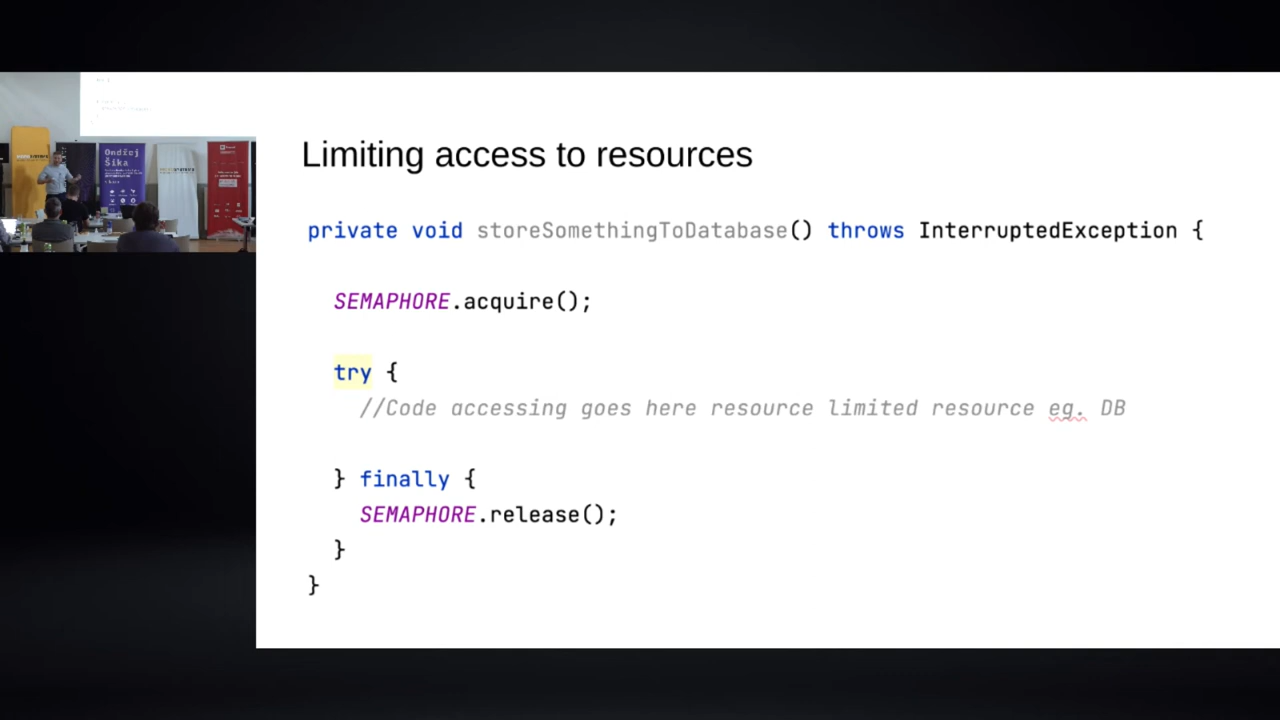 Ondřej
Šika
Limiting access to resources
private void storeSomethingToDatabase() throws InterruptedException {
SEMAPHORE.acquire();
try {
//Code accessing goes here resource limited resource eg. DB
} finally {
SEMAPHORE.release();
}
}